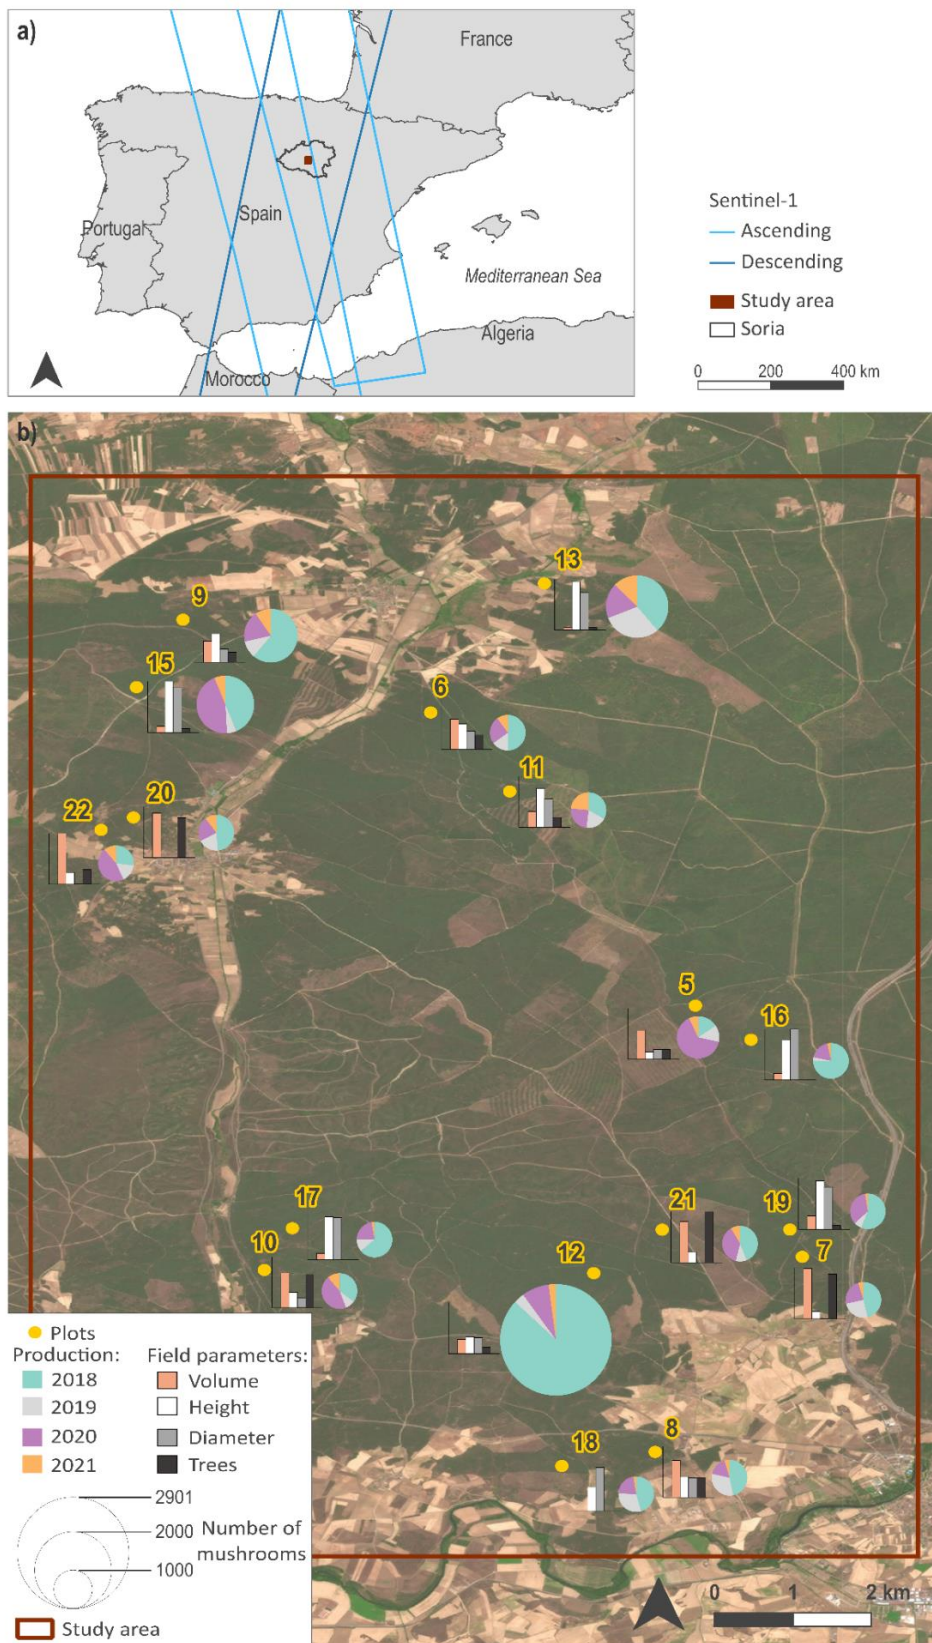 a)
France
Portugal
Spain
Mediterranean Sea
Algeria
Morocco
Sentinel-1
Ascending
Descending
Study area
Soria
0 200 400 km
b)
13
9
15
6
11
20
22
5
16
17
10
21
19
7
12
18
8
Plots
Production: Field parameters:
2018 Volume
2019 Height
2020 Diameter
2021 Trees
2901
2000 Number of
mushrooms
1000
Study area
0 1 2 km